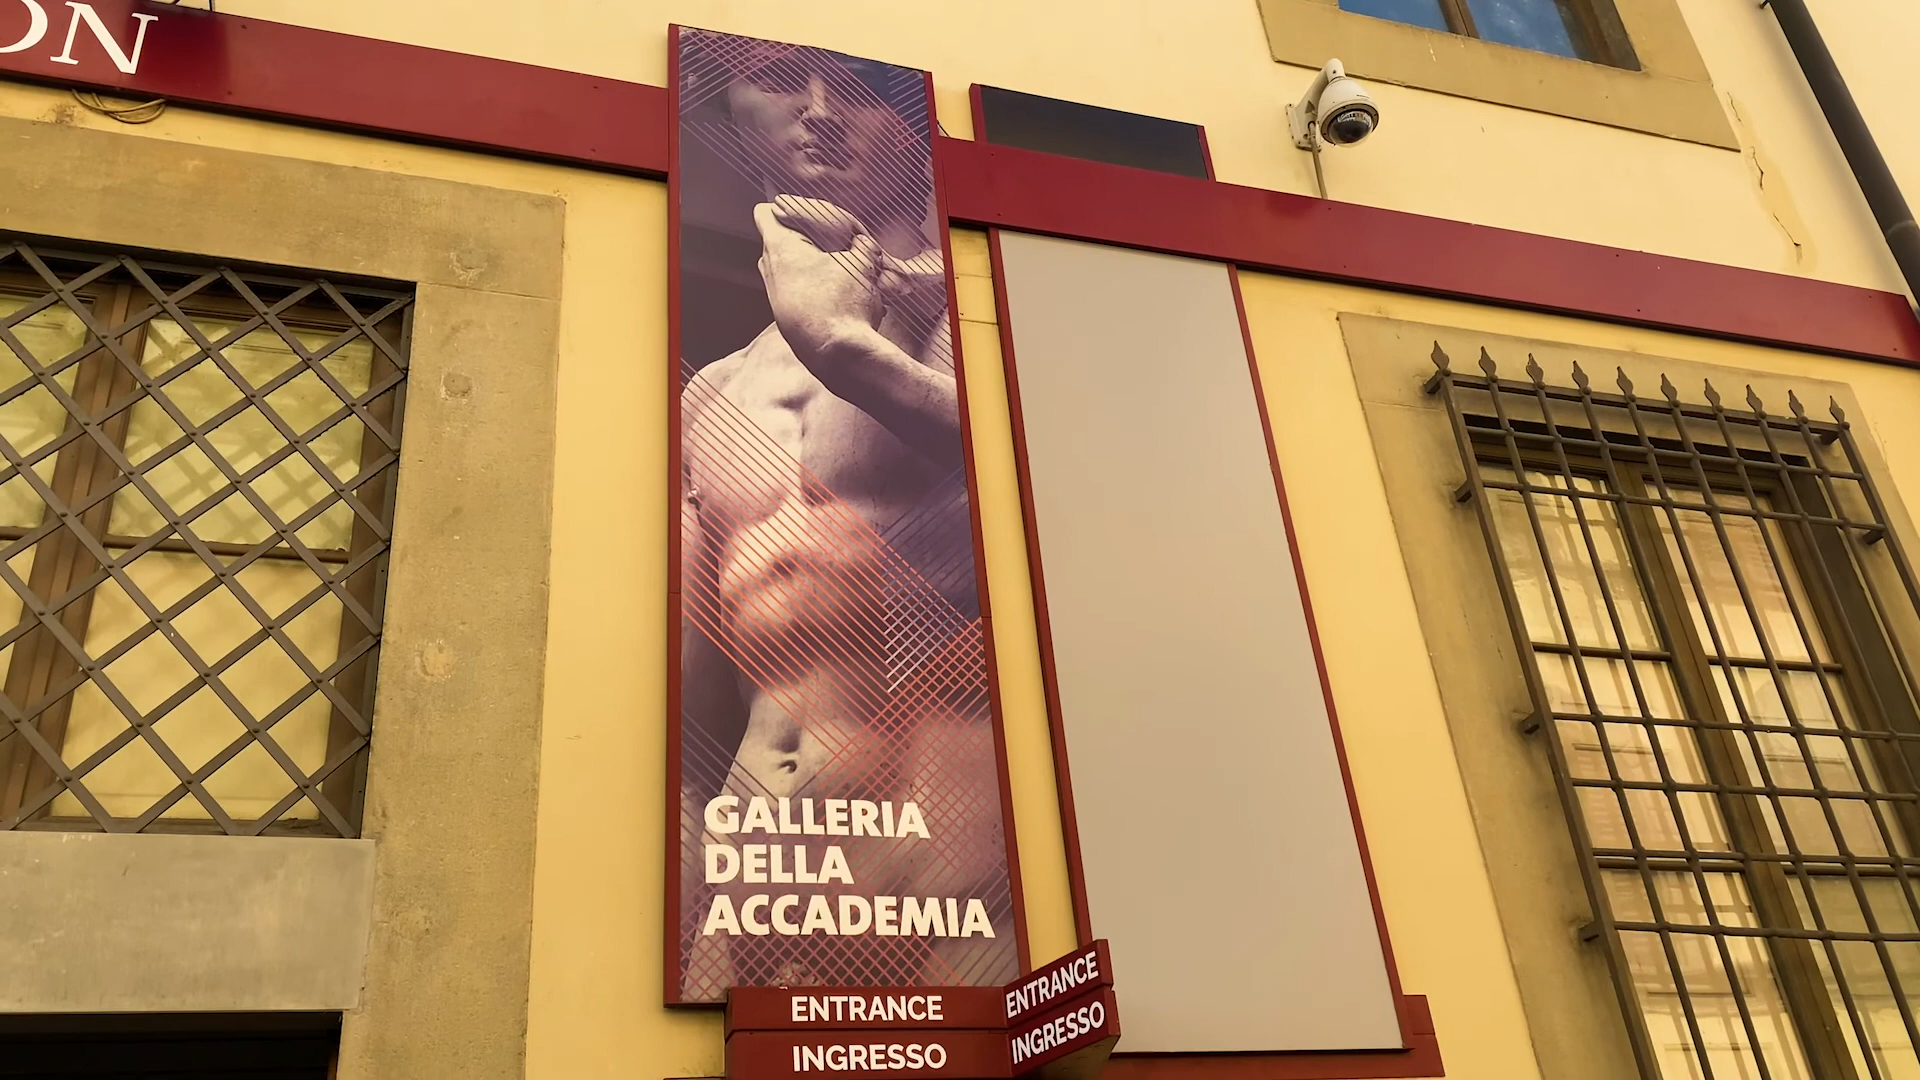 ON
GALLERIA
DELLA
ACCADEMIA
ENTRANCE
INGRESSO
ENTRANCE
INGRESSO